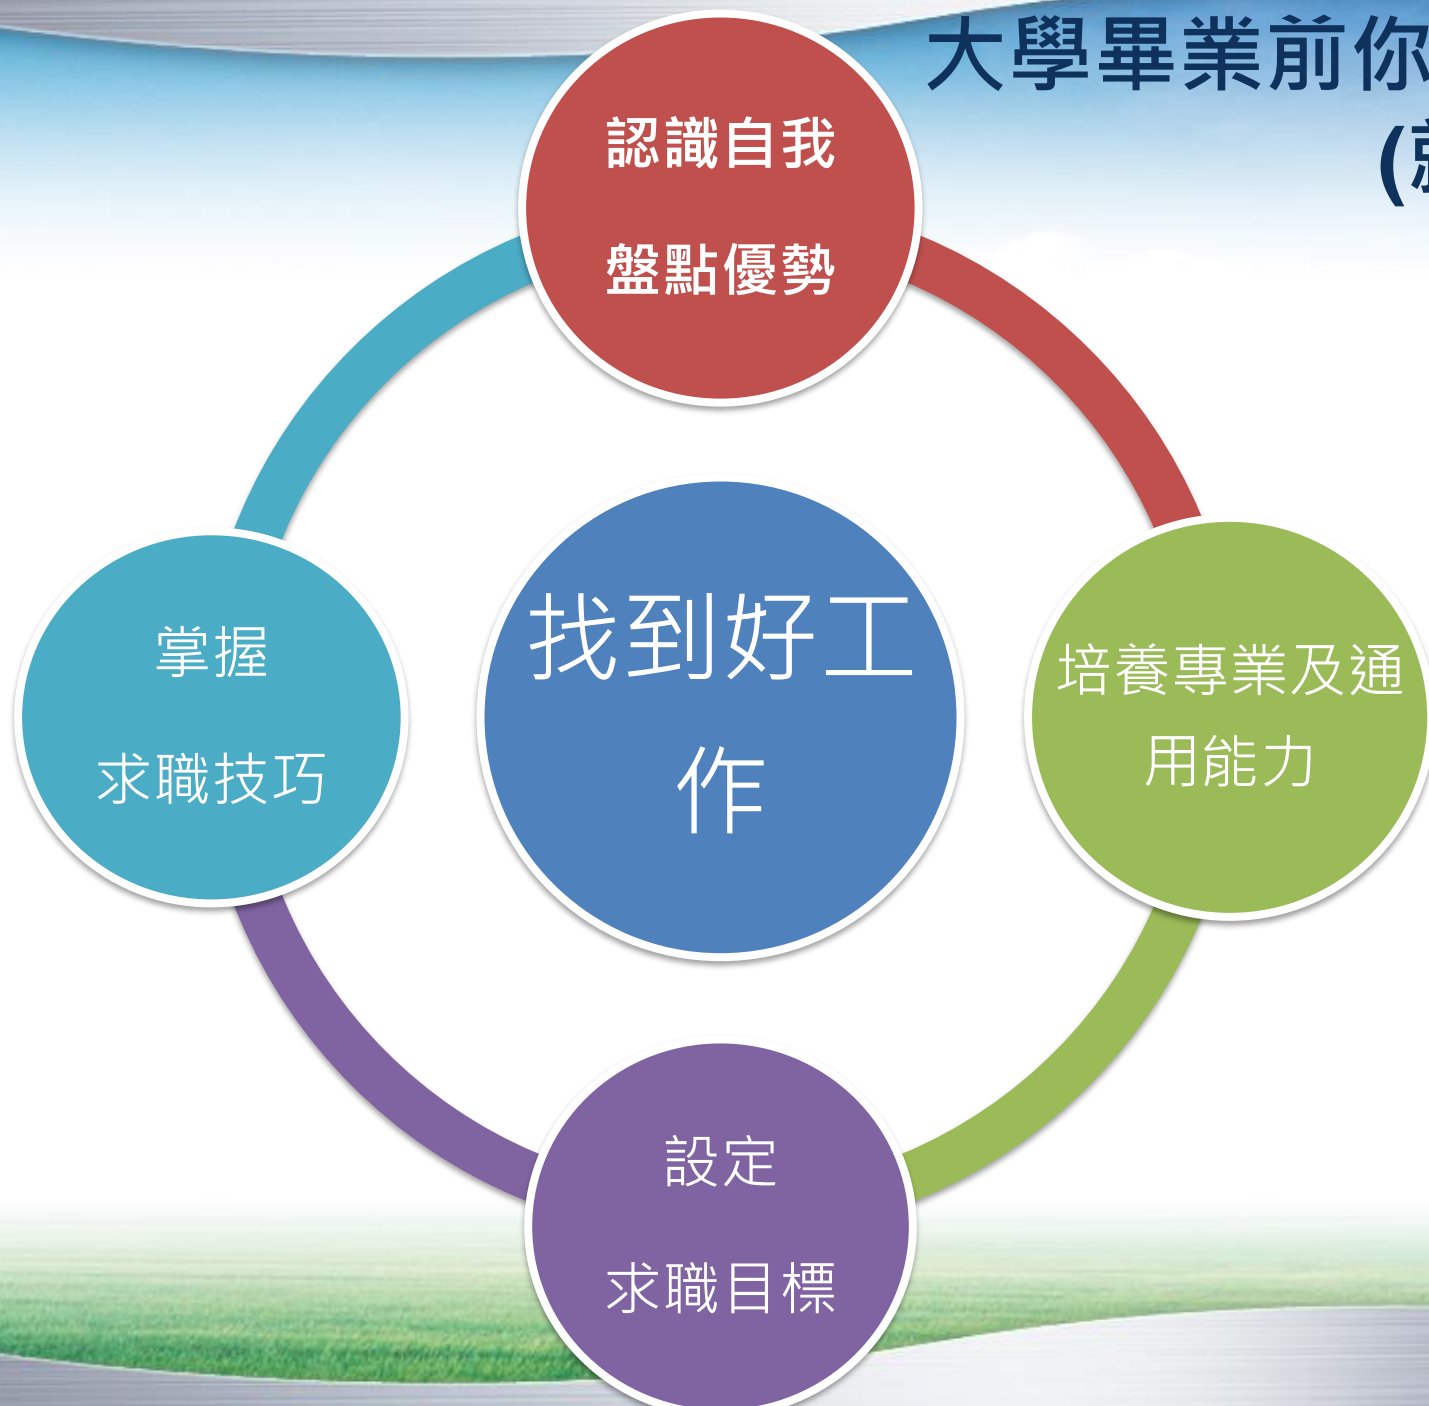 大學畢業前你
(
認識自我
盤點優勢
掌握
求職技巧
找到好工
作
培養專業及通
用能力
設定
求職目標